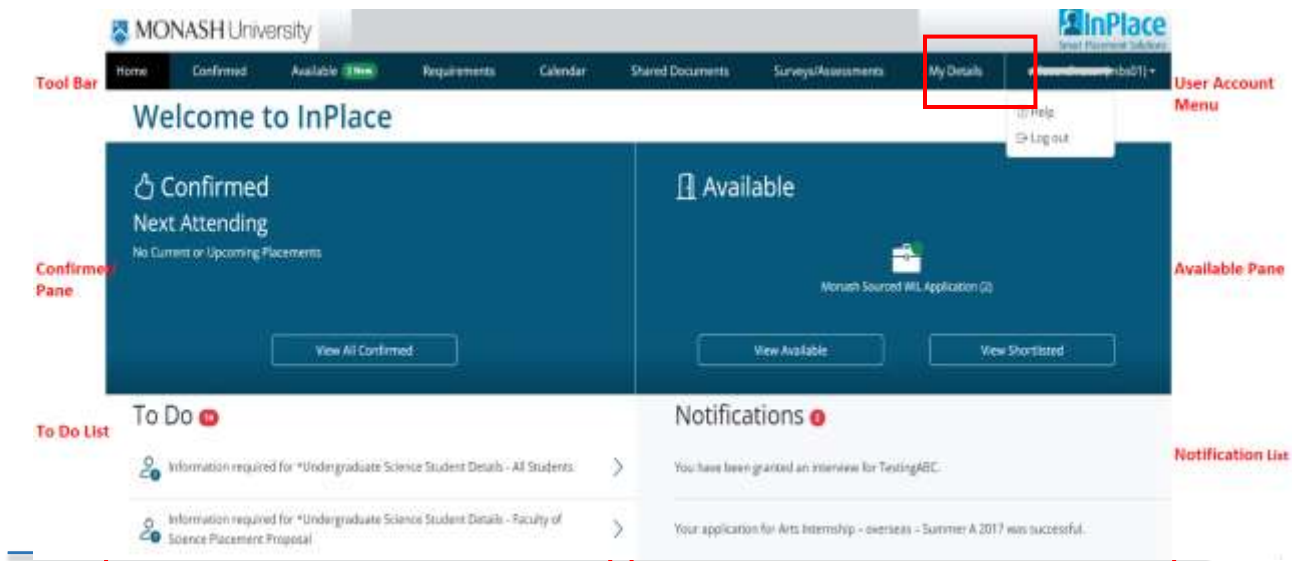 MONASH University
InPlace
Smart Placement Solutions
Tool Bar
Home Confirmed Available 2 New Requirements Calendar Shared Documents Surveys/Assessments My Details
User Account
Menu
Welcome to InPlace
Help
Log out
Confirmed
Next Attending
No Current or Upcoming Placements
Confirmed
Pane
View All Confirmed
Available
Monash Sourced WIL Application (2)
Available Pane
View Available View Shortlisted
To Do List
To Do
Information required for *Undergraduate Science Student Details - All Students
Information required for *Undergraduate Science Student Details - Faculty of
Science Placement Proposal
Notifications
Notification List
You have been granted an interview for TestingABC.
Your application for Arts Internship - overseas - Summer A 2017 was successful.